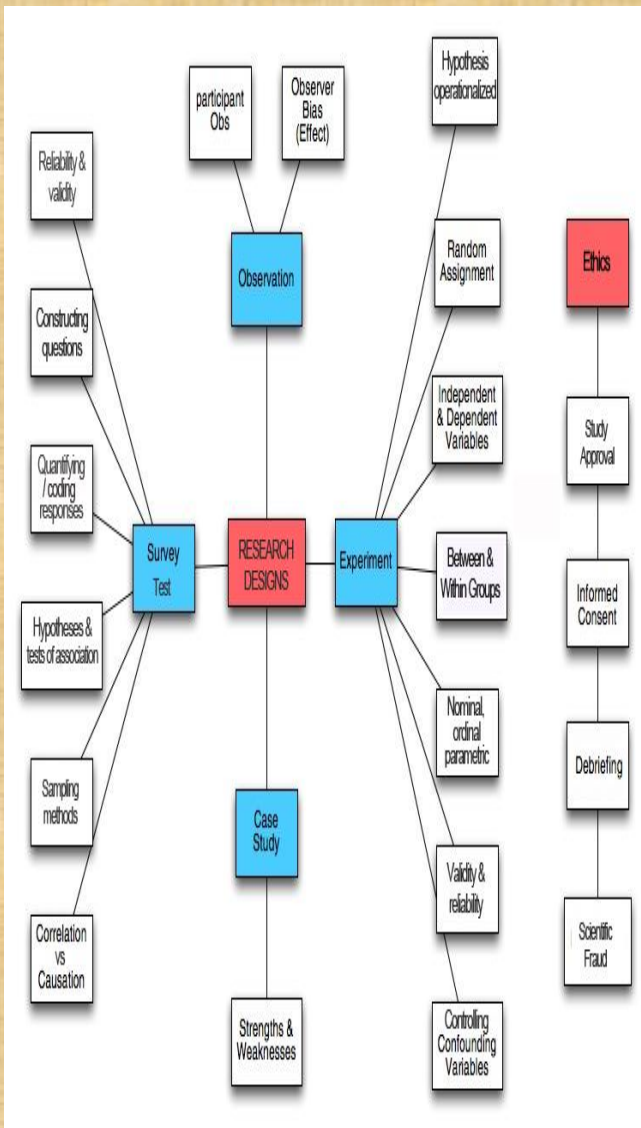 Reliability &
validity
Constructing
questions
Quantifying
/ coding
responses
Hypotheses &
tests of association
Sampling
methods
Correlation
vs
Causation
Survey
Test
participant
Obs
Observer
Bias
(Effect)
Observation
RESEARCH
DESIGNS
Case
Study
Strengths &
Weaknesses
Experiment
Hypothesis
operationalized
Random
Assignment
Independent
& Dependent
Variables
Between &
Within Groups
Nominal,
ordinal
parametric
Validity &
reliability
Controlling
Confounding
Variables
Ethics
Study
Approval
Informed
Consent
Debriefing
Scientific
Fraud